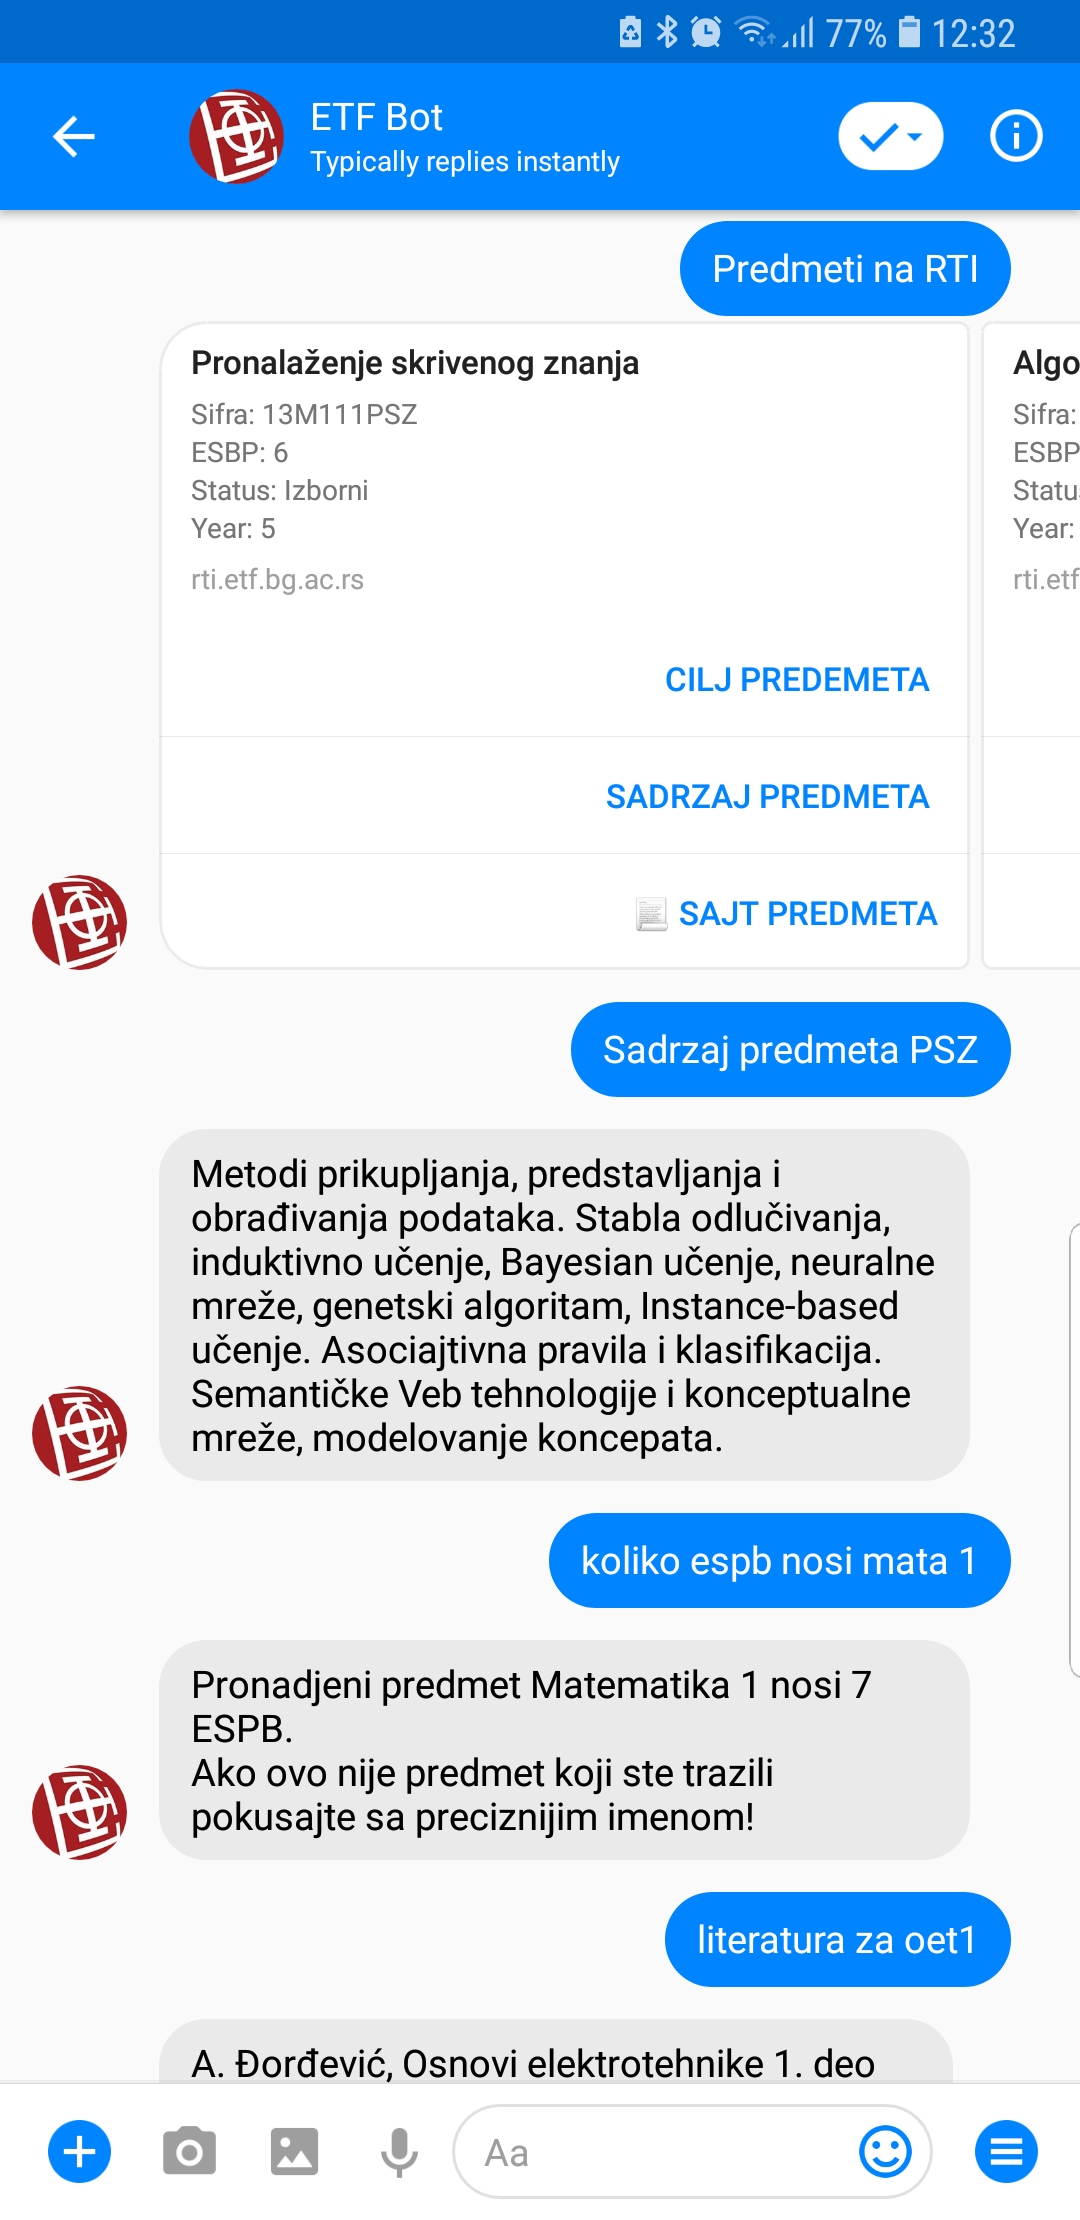 77% 12:32
ETF Bot
Typically replies instantly
Predmeti na RTI
Pronalaženje skrivenog znanja
Sifra: 13M111PSZ
ESBP: 6
Status: Izborni
Year: 5
rti.etf.bg.ac.rs
CILJ PREDEMETA
SADRZAJ PREDMETA
SAJT PREDMETA
Algo
Sifra:
ESBP
Statu
Year:
rti.etf
Sadrzaj predmeta PSZ
Metodi prikupljanja, predstavljanja i
obrađivanja podataka. Stabla odlučivanja,
induktivno učenje, Bayesian učenje, neuralne
mreže, genetski algoritam, Instance-based
učenje. Asociajtivna pravila i klasifikacija.
Semantičke Veb tehnologije i konceptualne
mreže, modelovanje koncepata.
koliko espb nosi mata 1
Pronadjeni predmet Matematika 1 nosi 7
ESPB.
Ako ovo nije predmet koji ste trazili
pokusajte sa preciznijim imenom!
literatura za oet1
A. Đorđević, Osnovi elektrotehnike 1. deo
Aa